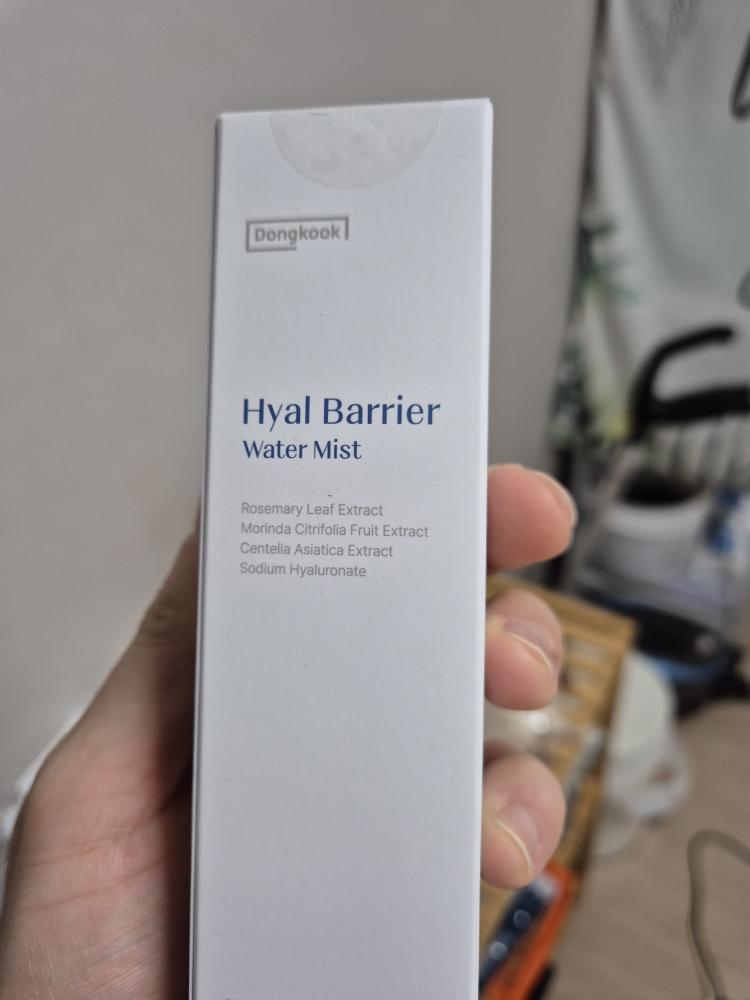 Dongkook
Hyal Barrier
Water Mist
Rosemary Leaf Extract
Morinda Citrifolia Fruit Extract
Centella Asiatica Extract
Sodium Hyaluronate